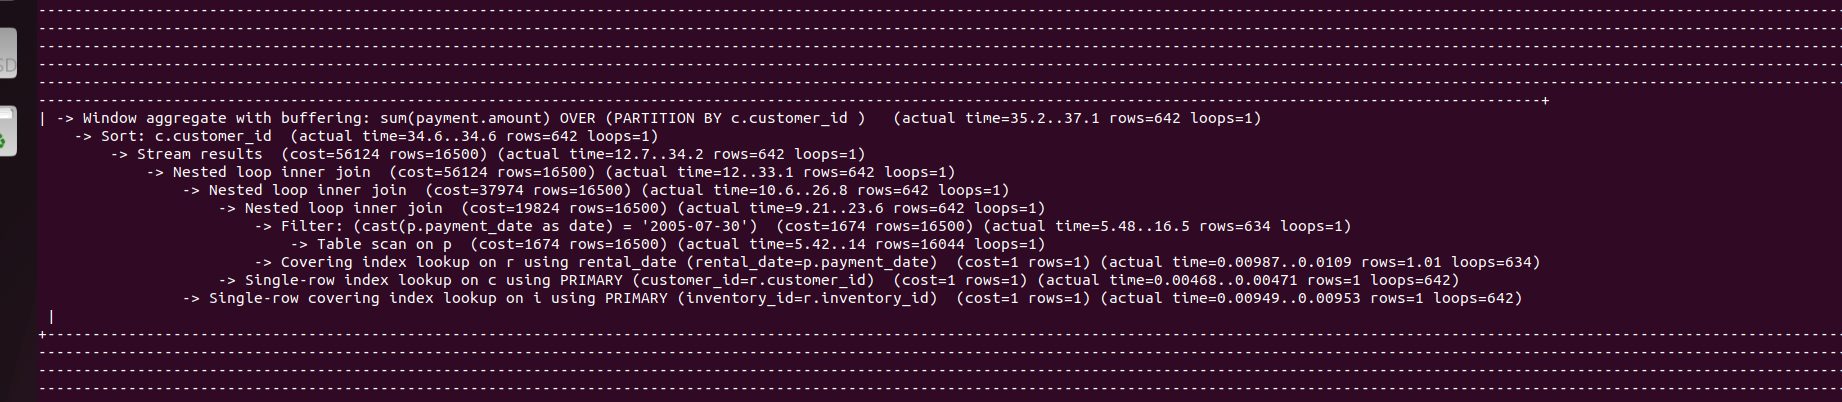 ------------------------------------------------------------------------------------------------------------------------+
| -> Window aggregate with buffering: sum(payment.amount) OVER (PARTITION BY c.customer_id )   (actual time=35.2..37.1 rows=642 loops=1)
    -> Sort: c.customer_id  (actual time=34.6..34.6 rows=642 loops=1)
        -> Stream results  (cost=56124 rows=16500) (actual time=12.7..34.2 rows=642 loops=1)
            -> Nested loop inner join  (cost=56124 rows=16500) (actual time=12..33.1 rows=642 loops=1)
                -> Nested loop inner join  (cost=37974 rows=16500) (actual time=10.6..26.8 rows=642 loops=1)
                    -> Nested loop inner join  (cost=19824 rows=16500) (actual time=9.21..23.6 rows=642 loops=1)
                        -> Filter: (cast(p.payment_date as date) = '2005-07-30')  (cost=1674 rows=16500) (actual time=5.48..16.5 rows=634 loops=1)
                            -> Table scan on p  (cost=1674 rows=16500) (actual time=5.42..14 rows=16044 loops=1)
                        -> Covering index lookup on r using rental_date (rental_date=p.payment_date)  (cost=1 rows=1) (actual time=0.00987..0.0109 rows=1.01 loops=634)
                    -> Single-row index lookup on c using PRIMARY (customer_id=r.customer_id)  (cost=1 rows=1) (actual time=0.00468..0.00471 rows=1 loops=642)
                -> Single-row covering index lookup on i using PRIMARY (inventory_id=r.inventory_id)  (cost=1 rows=1) (actual time=0.00949..0.00953 rows=1 loops=642)
 |
+------------------------------------------------------------------------------------------------------------------------
SD